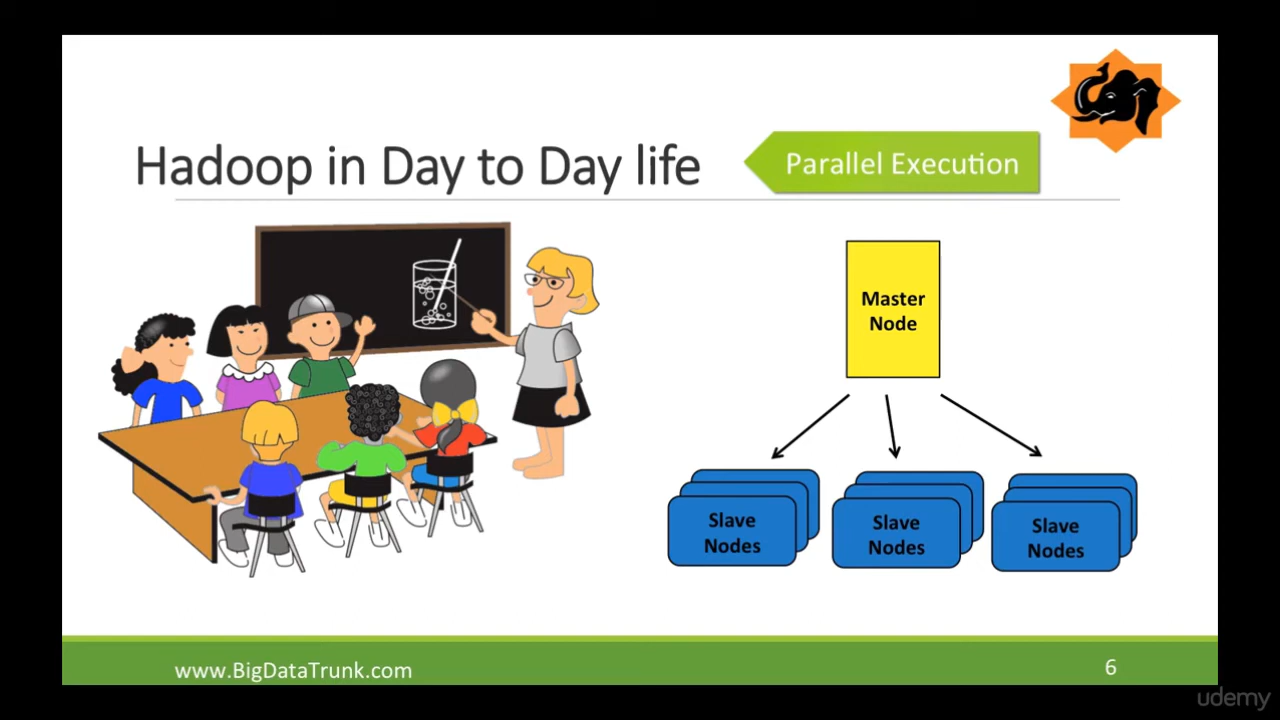 Hadoop in Day to Day life
Parallel Execution
Master
Node
Slave
Nodes
Slave
Nodes
Slave
Nodes
www.BigDataTrunk.com
6
udemy